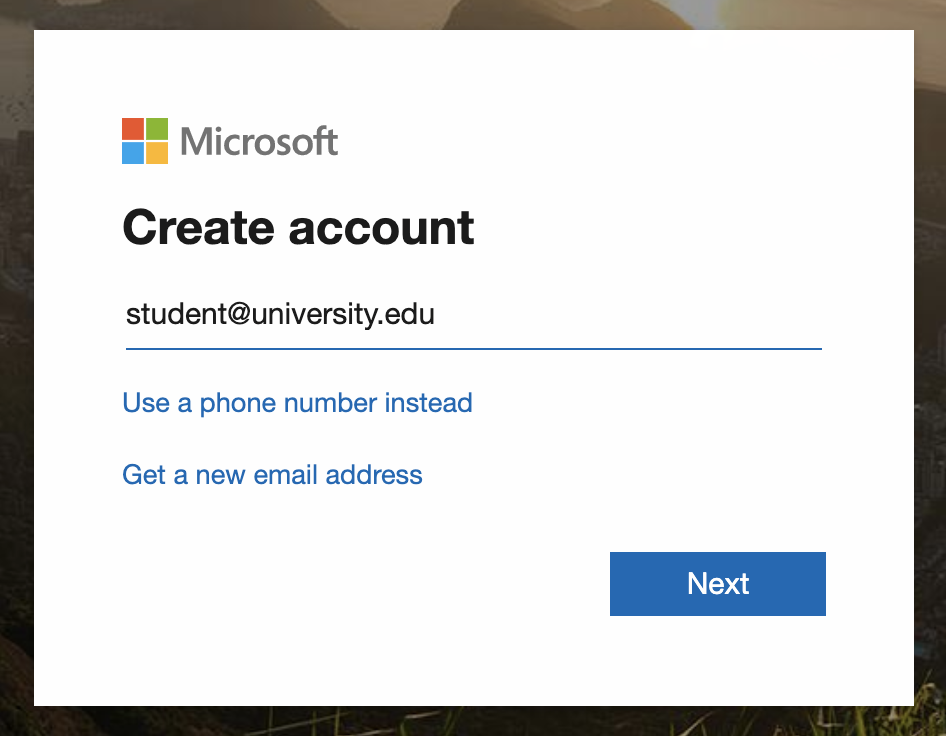 Microsoft
Create account
student@university.edu
Use a phone number instead
Get a new email address
Next